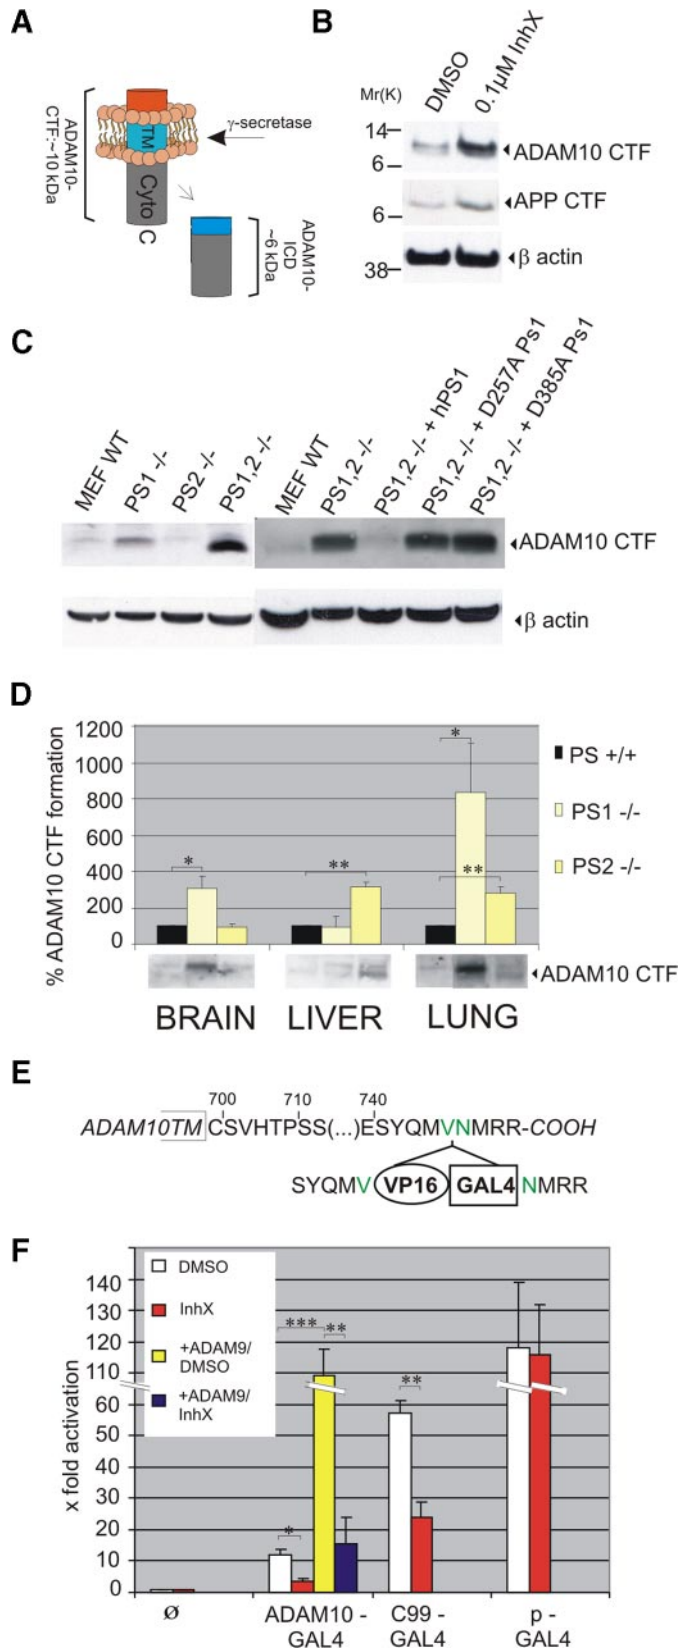 A
ADAM10-
CTF:~10 kDa
TM
Cyto
C
γ-secretase
ADAM10-
ICD
~6 kDa
B
DMSO
0.1µM InhX
Mr(K)
14
6
ADAM10 CTF
6
APP CTF
38
β actin
C
MEF WT
PS1 -/-
PS2 -/-
PS1,2 -/-
MEF WT
PS1,2 -/-
PS1,2 -/- + hPS1
PS1,2 -/- + D257A Ps1
PS1,2 -/- + D385A Ps1
ADAM10 CTF
β actin
D
% ADAM10 CTF formation
1200
1000
800
600
400
200
0
*
**
*
**
PS +/+
PS1 -/-
PS2 -/-
ADAM10 CTF
BRAIN LIVER LUNG
E
700 710 740
ADAM10TM CSVHTPSS(...)ESYQMVNMRR-COOH
SYQMV VP16 GAL4 NMRR
F
x fold activation
140
130
120
110
60
50
40
30
20
10
0
DMSO
InhX
+ADAM9/
DMSO
+ADAM9/
InhX
*** **
*
**
ø ADAM10 - C99 - p -
GAL4 GAL4 GAL4